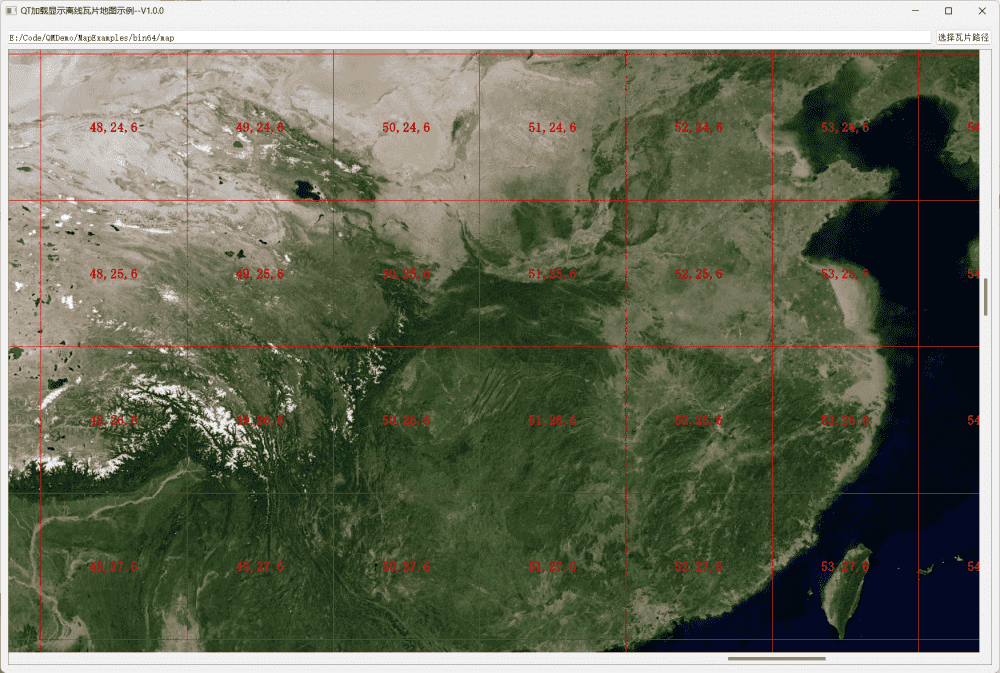 QT加载显示离线瓦片地图示例--V1.0.0
E:/Code/QMDemo/MapExamples/bin64/map
选择瓦片路径
48,24,6 49,24,6 50,24,6 51,24,6 52,24,6 53,24,6 54
48,25,6 49,25,6 50,25,6 51,25,6 52,25,6 53,25,6 54
48,26,6 49,26,6 50,26,6 51,26,6 52,26,6 53,26,6 54
48,27,6 49,27,6 50,27,6 51,27,6 52,27,6 53,27,6 54